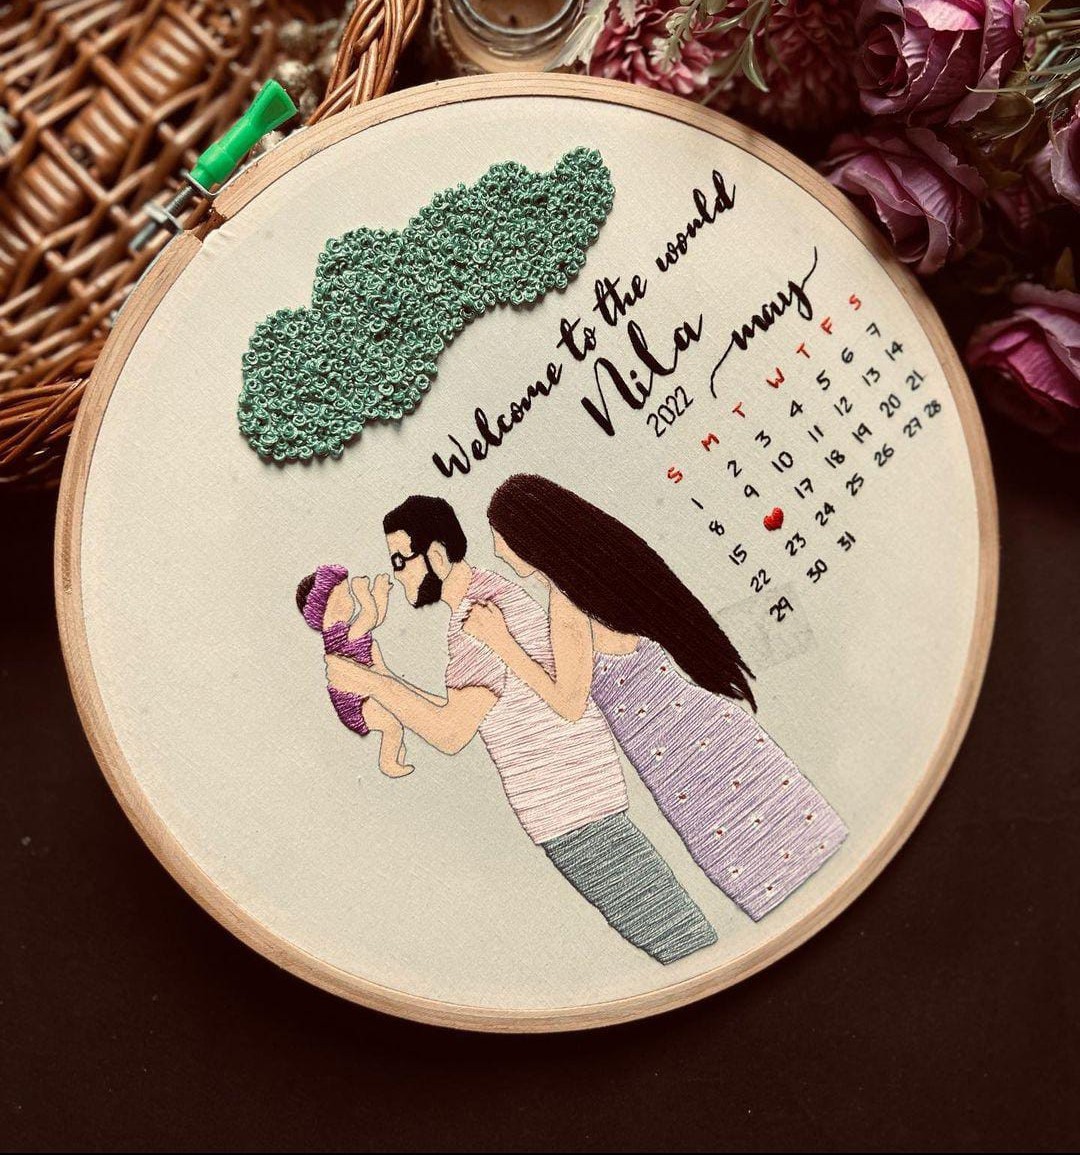 Welcome to the would
Nila
2022 may
S M T W T F S
1 2 3 4 5 6 7
8 9 10 11 12 13 14
15 17 18 19 20 21
22 23 24 25 26 27 28
29 30 31